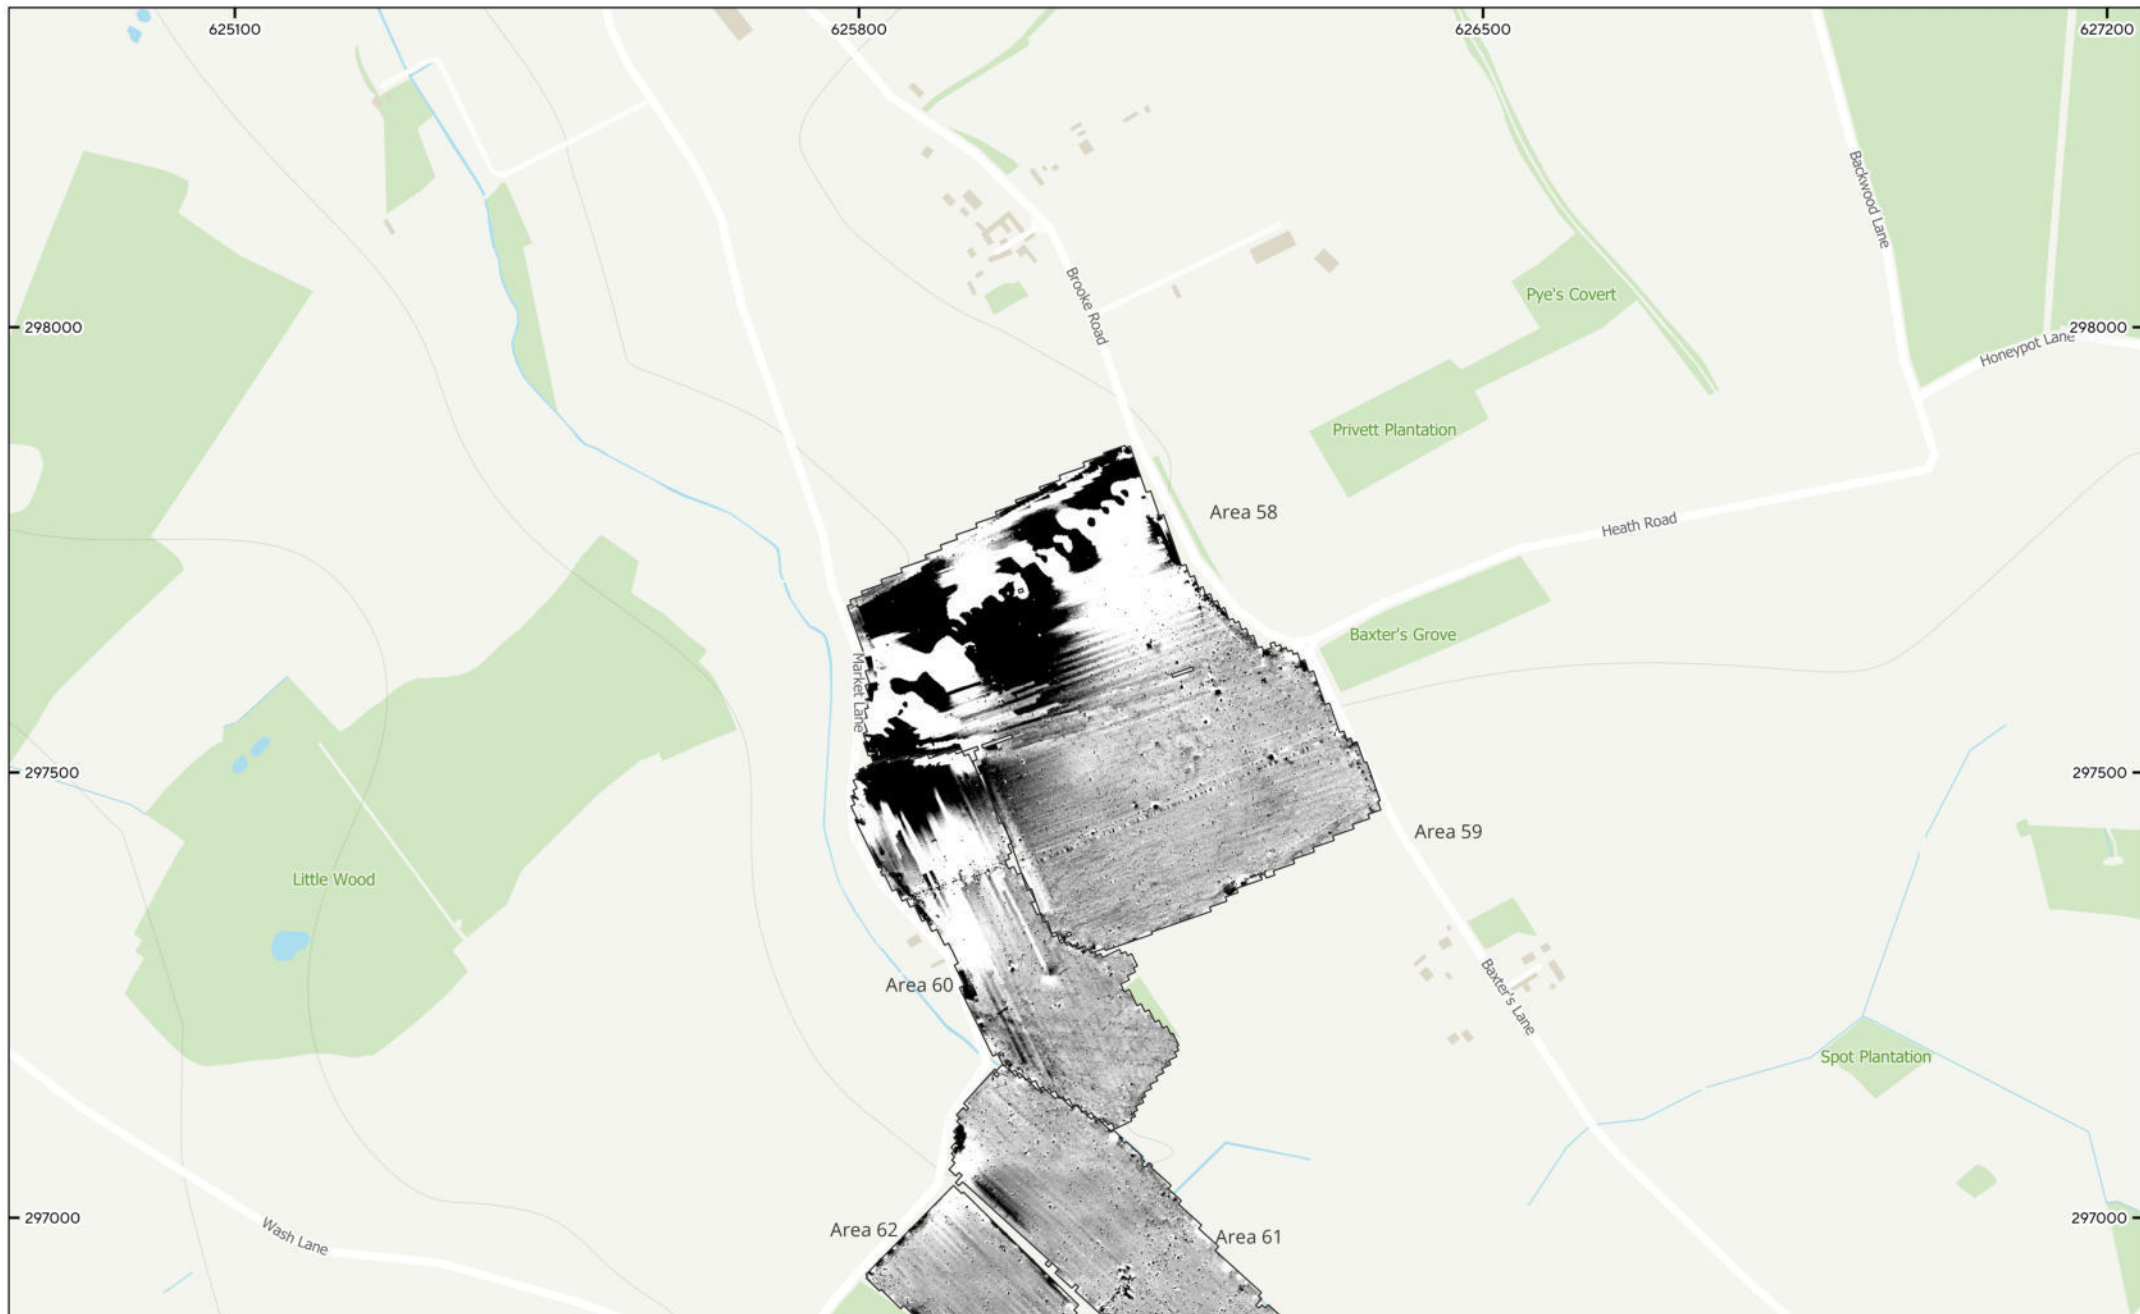 625100
625800
626500
627200
Backwood Lane
Brooke Road
Pye's Covert
298000
298000
Honeypot Lane
Privett Plantation
Area 58
Heath Road
Baxter's Grove
Market Lane
297500
297500
Area 59
Little Wood
Area 60
Baxter's Lane
Spot Plantation
297000
297000
Wash Lane
Area 62
Area 61